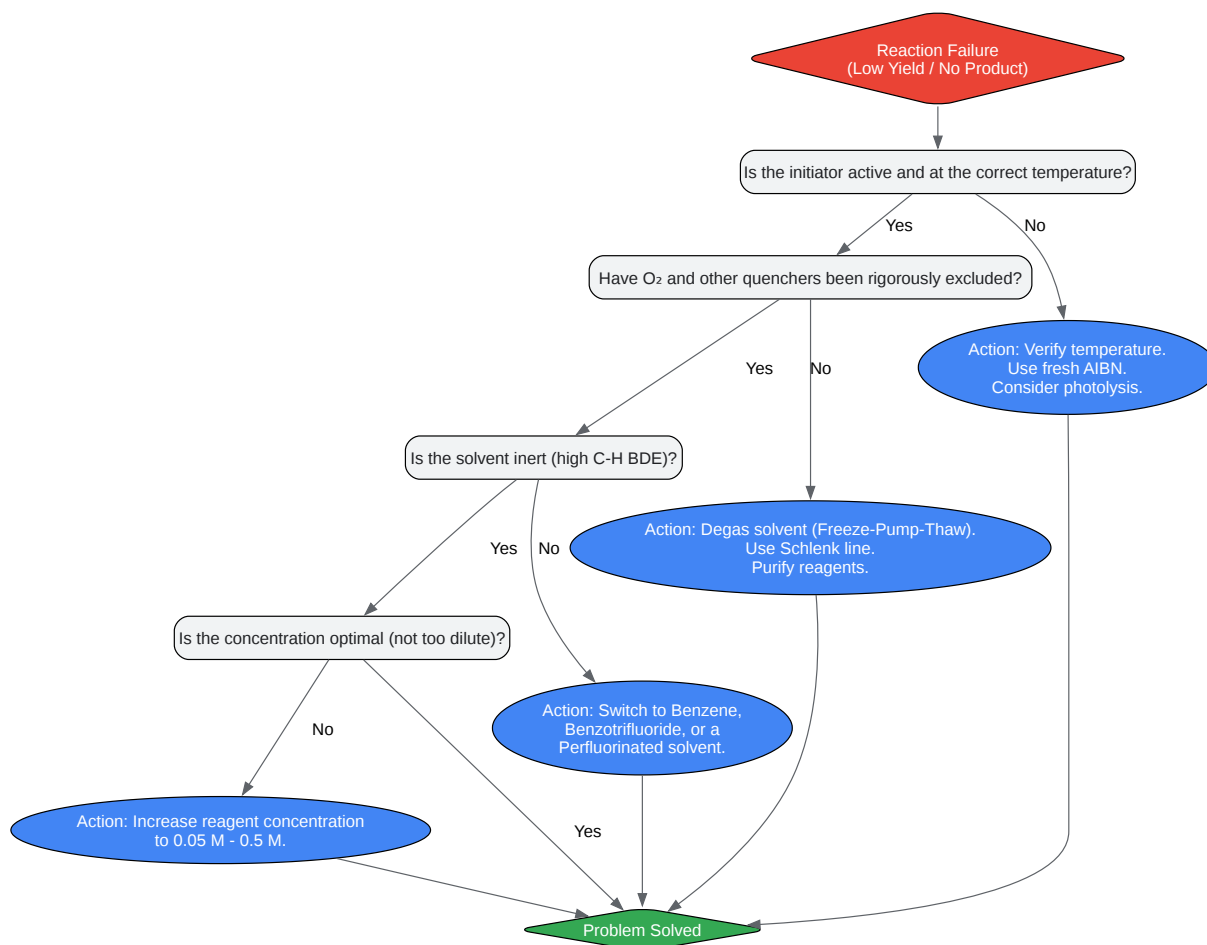 Reaction Failure
(Low Yield / No Product)
Is the initiator active and at the correct temperature?
Yes
No
Have O₂ and other quenchers been rigorously excluded?
Action: Verify temperature.
Use fresh AIBN.
Consider photolysis.
Yes
No
Is the solvent inert (high C-H BDE)?
Action: Degas solvent (Freeze-Pump-Thaw).
Use Schlenk line.
Purify reagents.
Yes
No
Is the concentration optimal (not too dilute)?
Action: Switch to Benzene,
Benzotrifluoride, or a
Perfluorinated solvent.
No
Action: Increase reagent concentration
to 0.05 M - 0.5 M.
Yes
Problem Solved